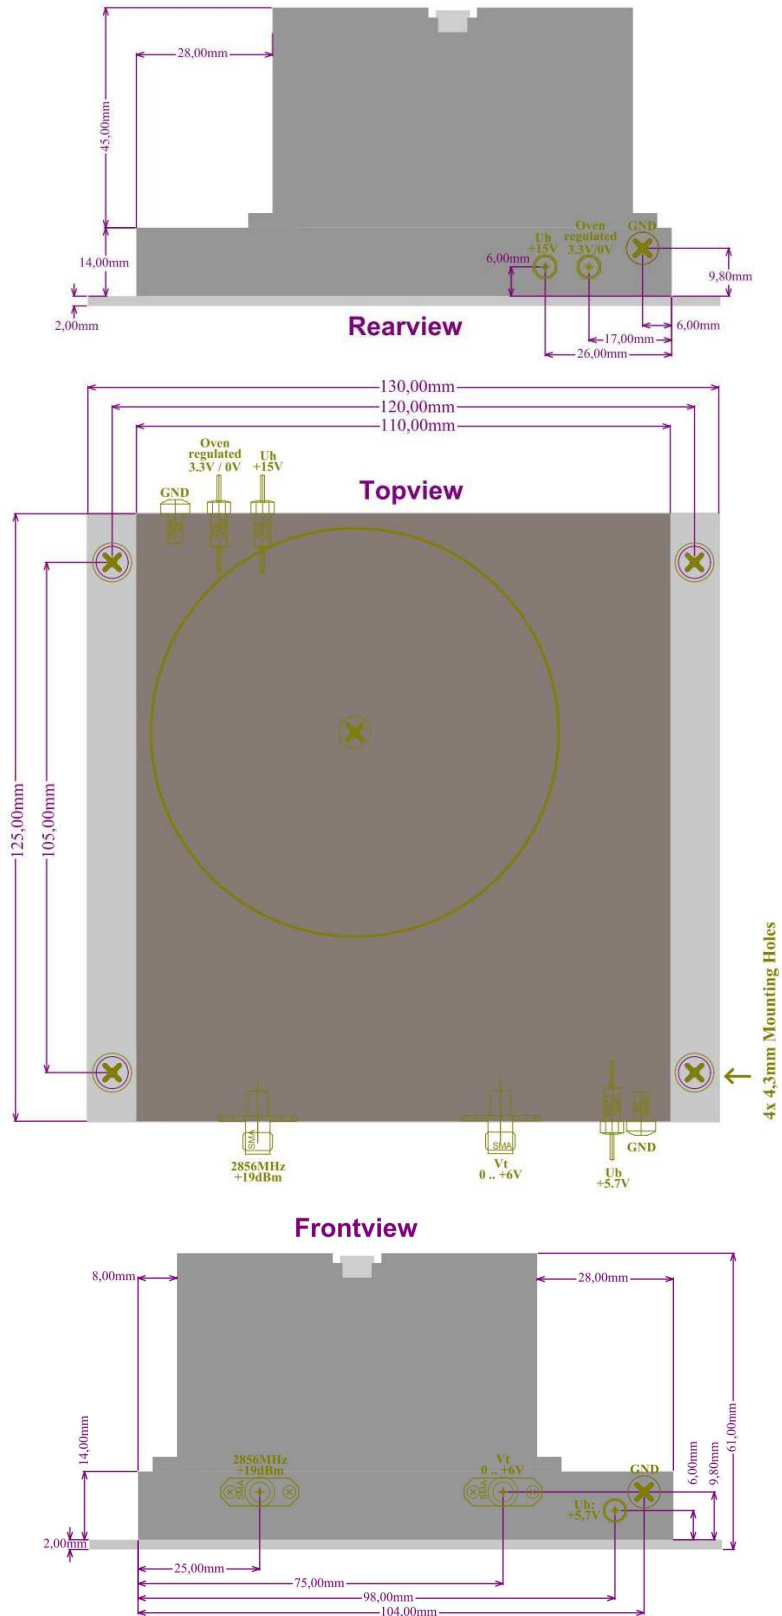 28,00mm
45,00mm
14,00mm
2,00mm
Uh
+15V
Oven
regulated
3.3V/0V
GND
6,00mm
9,80mm
6,00mm
17,00mm
26,00mm
Rearview
130,00mm
120,00mm
110,00mm
Oven
regulated
3.3V / 0V
Uh
+15V
GND
Topview
125,00mm
105,00mm
4x 4,3mm Mounting Holes
SMA
2856MHz
+19dBm
SMA
Vt
0 .. +6V
Ub
+5.7V
GND
Frontview
8,00mm
28,00mm
14,00mm
2,00mm
2856MHz
+19dBm
SMA
Vt
0 .. +6V
SMA
GND
Ub:
+5,7V
6,00mm
9,80mm
61,00mm
25,00mm
75,00mm
98,00mm
104,00mm